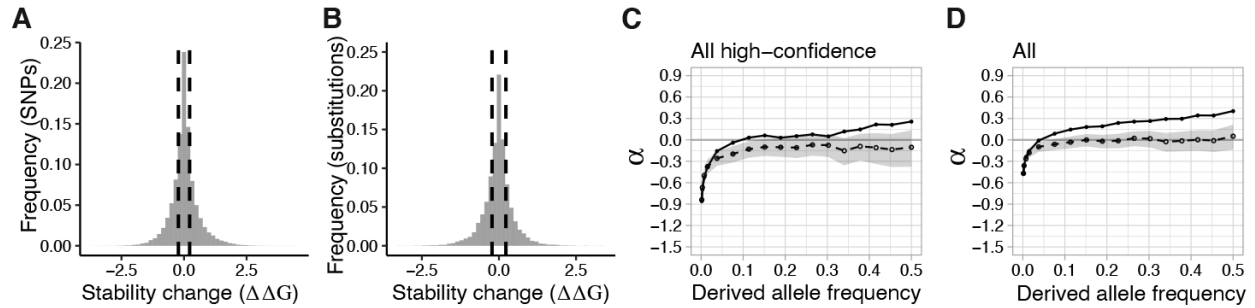 A
Frequency (SNPs)
0.25
0.20
0.15
0.10
0.05
0.00
−2.5 0.0 2.5
Stability change (ΔΔG)
B
Frequency (substitutions)
0.25
0.20
0.15
0.10
0.05
0.00
−2.5 0.0 2.5
Stability change (ΔΔG)
C
All high−confidence
α
0.9
0.6
0.3
0.0
−0.3
−0.6
−0.9
−1.2
−1.5
0.0 0.1 0.2 0.3 0.4 0.5
Derived allele frequency
D
All
α
0.9
0.6
0.3
0.0
−0.3
−0.6
−0.9
−1.2
−1.5
0.0 0.1 0.2 0.3 0.4 0.5
Derived allele frequency